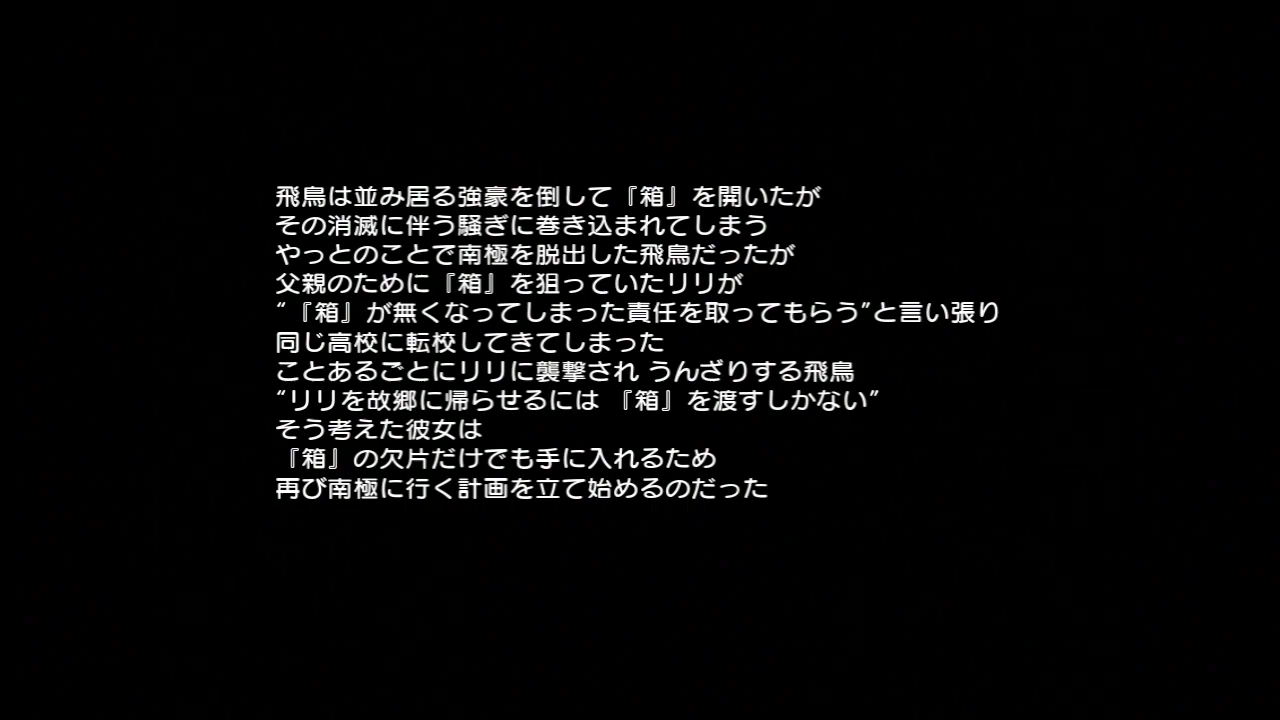 飛鳥は並み居る強豪を倒して『箱』を開いたが
その消滅に伴う騒ぎに巻き込まれてしまう
やっとのことで南極を脱出した飛鳥だったが
父親のために『箱』を狙っていたリリが
“『箱』が無くなってしまった責任を取ってもらう”と言い張り
同じ高校に転校してきてしまった
ことあるごとにリリに襲撃され うんざりする飛鳥
“リリを故郷に帰らせるには 『箱』を渡すしかない”
そう考えた彼女は
『箱』の欠片だけでも手に入れるため
再び南極に行く計画を立て始めるのだった